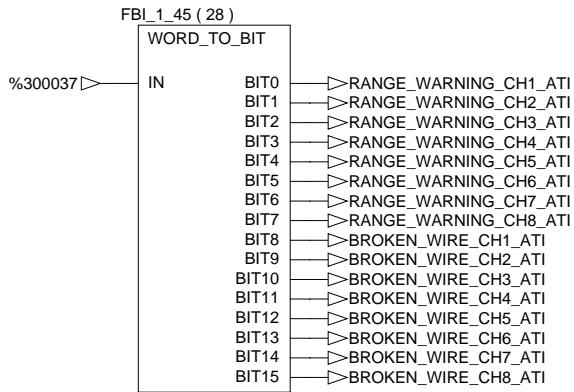 FBI_1_45 ( 28 )
WORD_TO_BIT
%300037 IN BIT0 RANGE_WARNING_CH1_ATI
BIT1 RANGE_WARNING_CH2_ATI
BIT2 RANGE_WARNING_CH3_ATI
BIT3 RANGE_WARNING_CH4_ATI
BIT4 RANGE_WARNING_CH5_ATI
BIT5 RANGE_WARNING_CH6_ATI
BIT6 RANGE_WARNING_CH7_ATI
BIT7 RANGE_WARNING_CH8_ATI
BIT8 BROKEN_WIRE_CH1_ATI
BIT9 BROKEN_WIRE_CH2_ATI
BIT10 BROKEN_WIRE_CH3_ATI
BIT11 BROKEN_WIRE_CH4_ATI
BIT12 BROKEN_WIRE_CH5_ATI
BIT13 BROKEN_WIRE_CH6_ATI
BIT14 BROKEN_WIRE_CH7_ATI
BIT15 BROKEN_WIRE_CH8_ATI